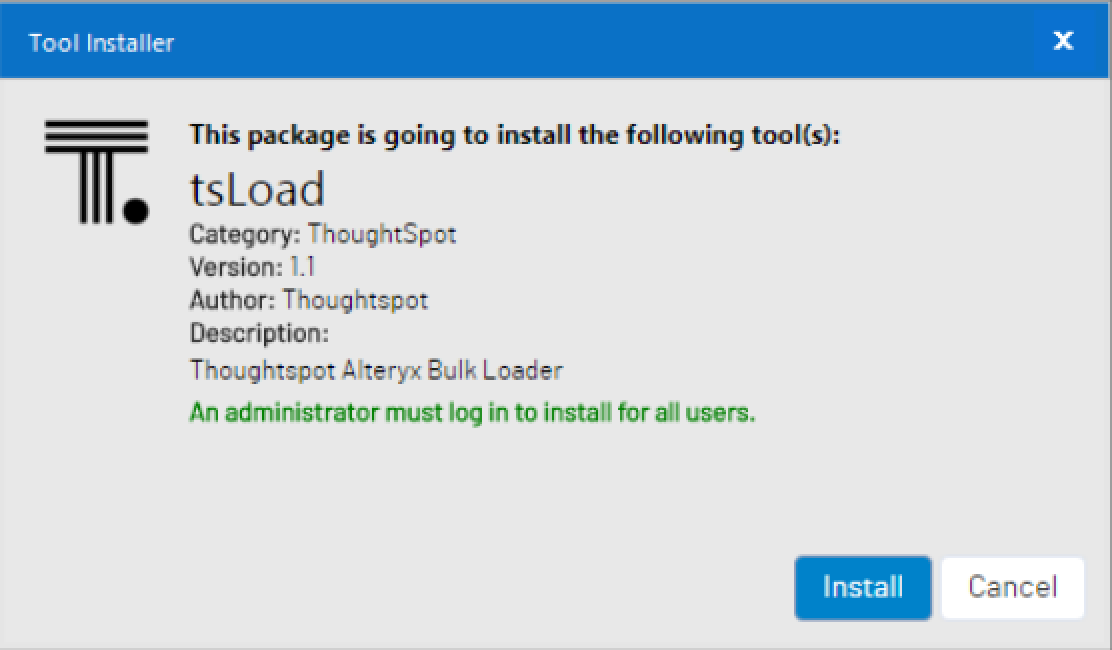 Tool Installer
x
This package is going to install the following tool(s):
tsLoad
Category: ThoughtSpot
Version: 1.1
Author: Thoughtspot
Description:
Thoughtspot Alteryx Bulk Loader
An administrator must log in to install for all users.
Install Cancel